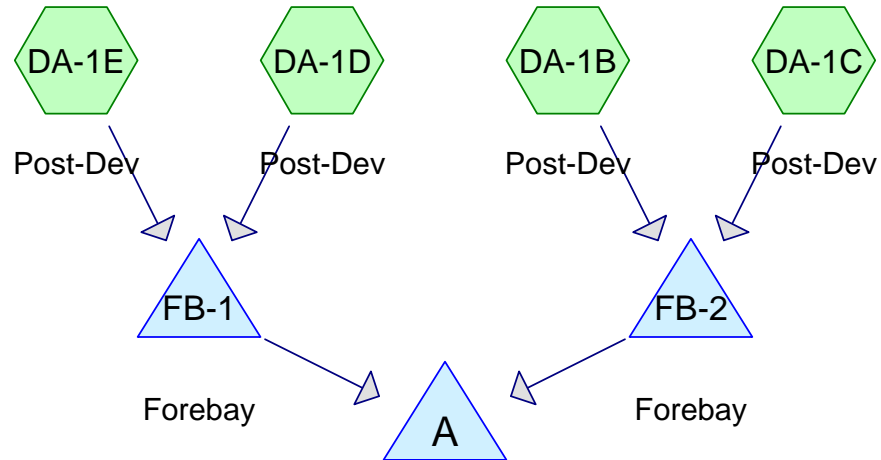 DA-1E
DA-1D
DA-1B
DA-1C
Post-Dev
Post-Dev
Post-Dev
Post-Dev
FB-1
FB-2
Forebay
Forebay
A